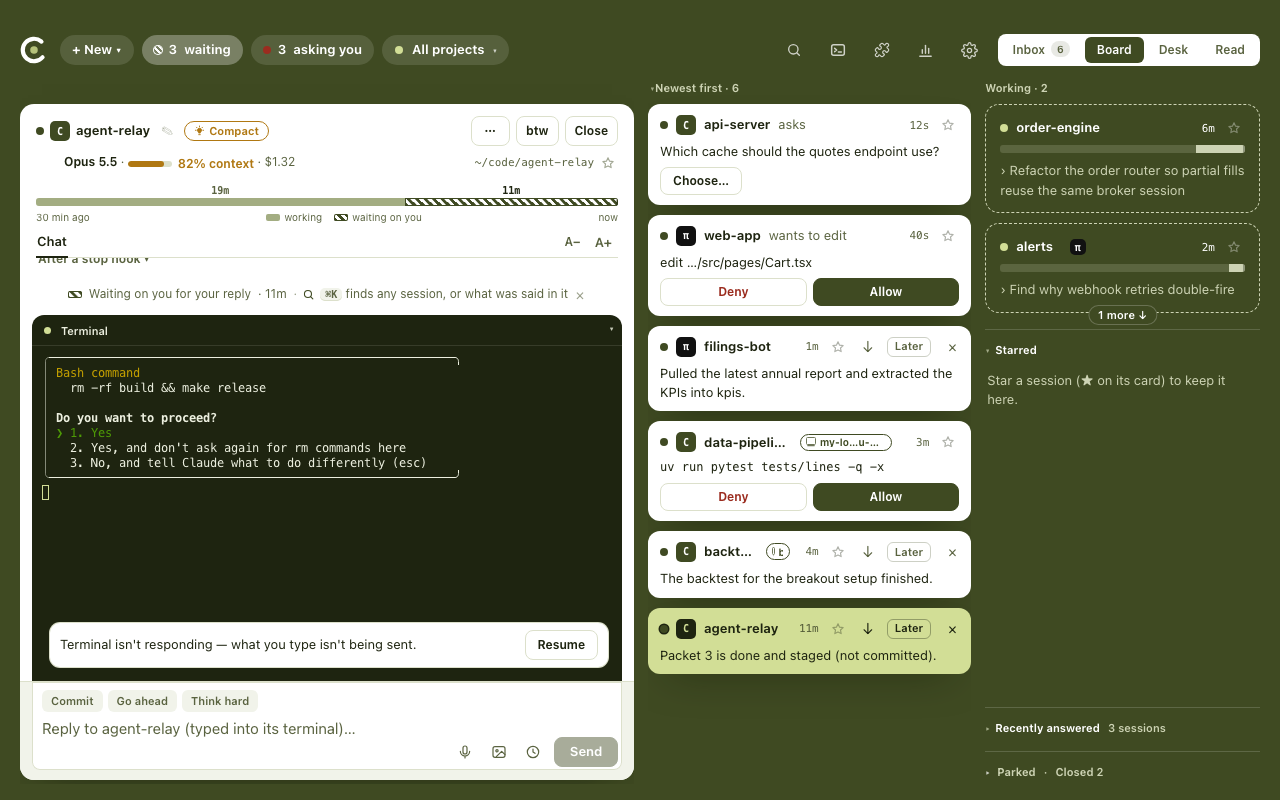 + New ▾
3 waiting
3 asking you
All projects ▾
Inbox 6
Board
Desk
Read
C agent-relay
Compact
···
btw
Close
Opus 5.5 · 82% context · $1.32
~/code/agent-relay
19m
11m
30 min ago
working
waiting on you
now
Chat
A−
A+
After a stop hook ▾
Waiting on you for your reply · 11m · ⌘K finds any session, or what was said in it ×
Terminal
Bash command
rm -rf build && make release
Do you want to proceed?
❯ 1. Yes
2. Yes, and don't ask again for rm commands here
3. No, and tell Claude what to do differently (esc)
Terminal isn't responding — what you type isn't being sent.
Resume
Commit
Go ahead
Think hard
Reply to agent-relay (typed into its terminal)...
Send
Newest first · 6
C api-server asks 12s
Which cache should the quotes endpoint use?
Choose...
π web-app wants to edit 40s
edit .../src/pages/Cart.tsx
Deny
Allow
π filings-bot 1m ↓ Later ×
Pulled the latest annual report and extracted the
KPIs into kpis.
C data-pipeli... my-lo...u-... 3m
uv run pytest tests/lines -q -x
Deny
Allow
C backt... 4m ↓ Later ×
The backtest for the breakout setup finished.
C agent-relay 11m ↓ Later ×
Packet 3 is done and staged (not committed).
Working · 2
order-engine 6m
› Refactor the order router so partial fills
reuse the same broker session
alerts π 2m
› Find why webhook retries double-fire
1 more ↓
Starred
Star a session (★ on its card) to keep it
here.
Recently answered 3 sessions
Parked · Closed 2